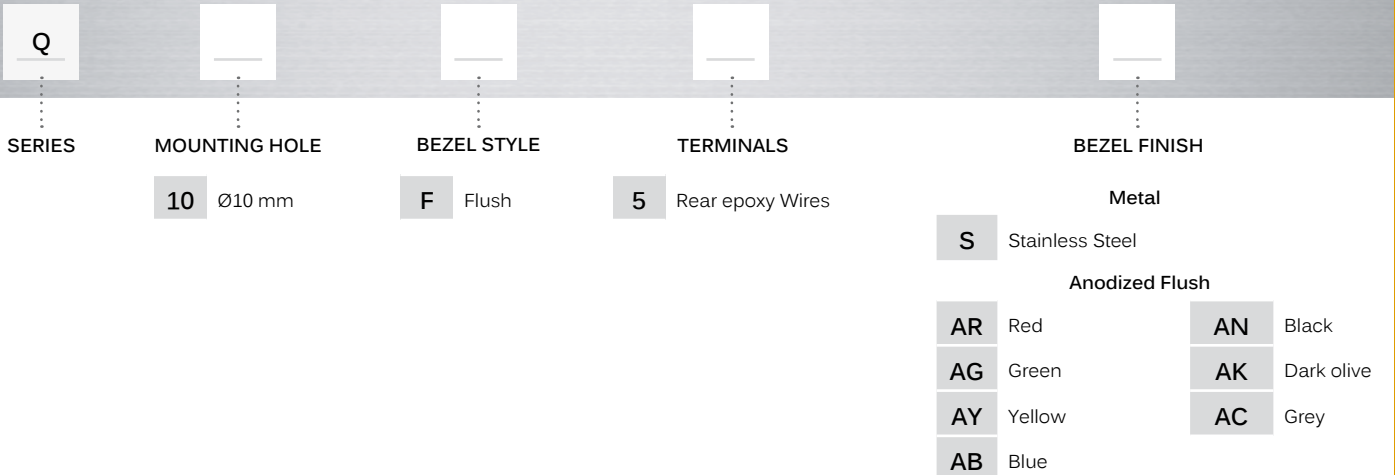 Q
SERIES
MOUNTING HOLE
BEZEL STYLE
TERMINALS
BEZEL FINISH
10 Ø10 mm
F Flush
5 Rear epoxy Wires
Metal
S Stainless Steel
Anodized Flush
AR Red
AN Black
AG Green
AK Dark olive
AY Yellow
AC Grey
AB Blue